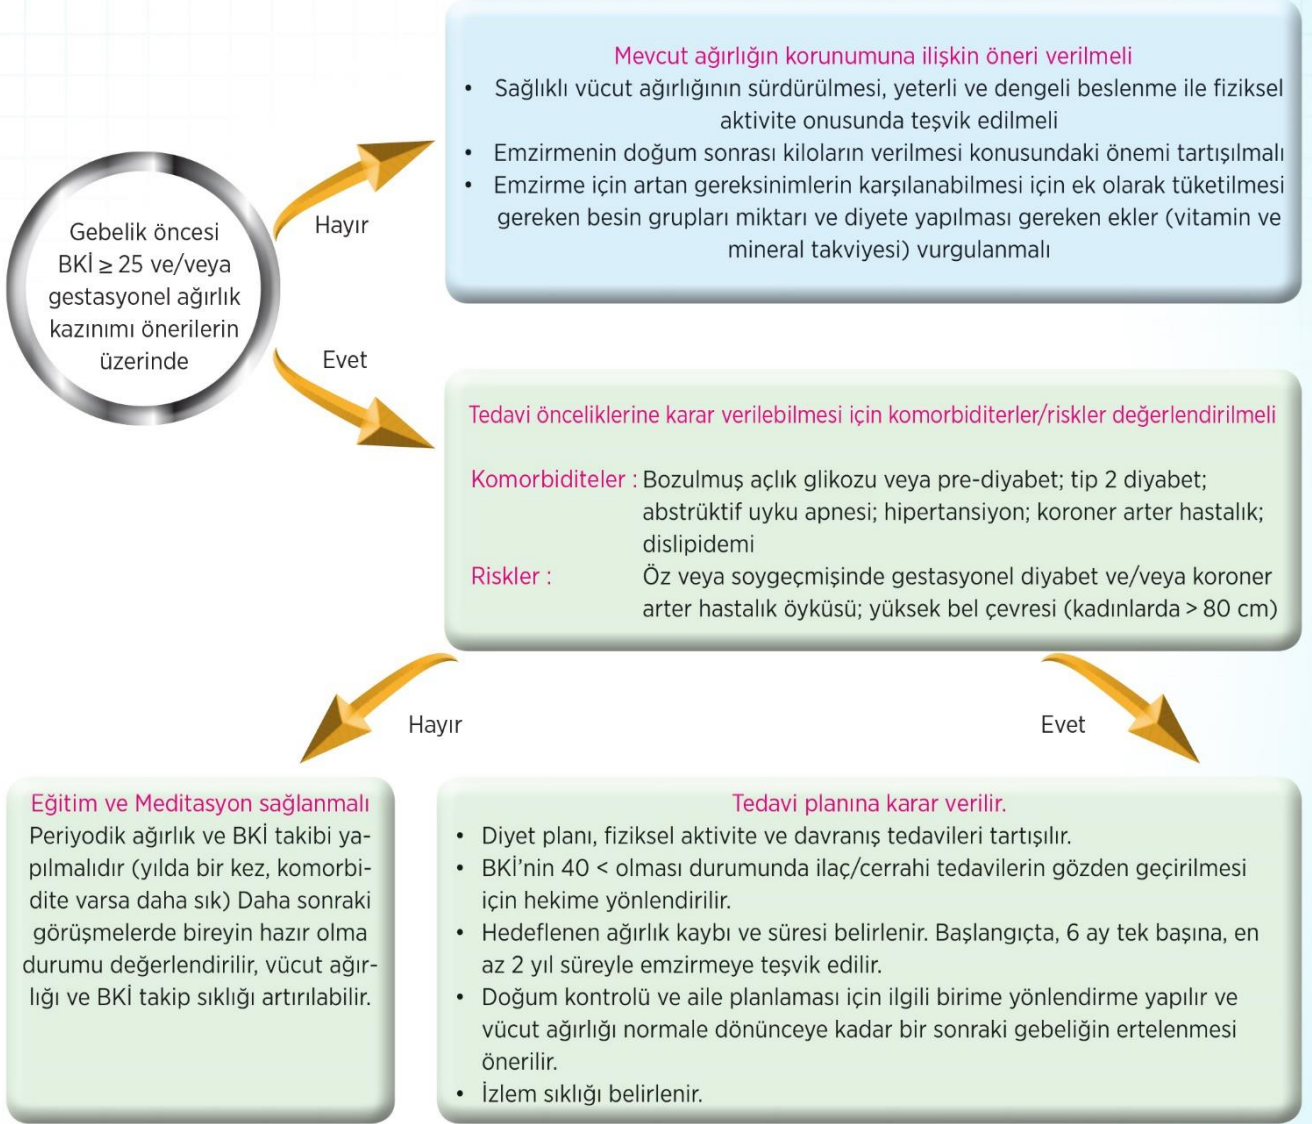 Gebelik öncesi
BKİ ≥ 25 ve/veya
gestasyonel ağırlık
kazınımı önerilerin
üzerinde
Hayır
Mevcut ağırlığın korunumuna ilişkin öneri verilmeli
• Sağlıklı vücut ağırlığının sürdürülmesi, yeterli ve dengeli beslenme ile fiziksel
aktivite onusunda teşvik edilmeli
• Emzirmenin doğum sonrası kiloların verilmesi konusundaki önemi tartışılmalı
• Emzirme için artan gereksinimlerin karşılanabilmesi için ek olarak tüketilmesi
gereken besin grupları miktarı ve diyete yapılması gereken ekler (vitamin ve
mineral takviyesi) vurgulanmalı
Evet
Tedavi önceliklerine karar verilebilmesi için komorbiditerler/riskler değerlendirilmeli
Komorbiditeler : Bozulmuş açlık glikozu veya pre-diyabet; tip 2 diyabet;
abstrüktif uyku apnesi; hipertansiyon; koroner arter hastalık;
dislipidemi
Riskler : Öz veya soygeçmişinde gestasyonel diyabet ve/veya koroner
arter hastalık öyküsü; yüksek bel çevresi (kadınlarda > 80 cm)
Hayır
Eğitim ve Meditasyon sağlanmalı
Periyodik ağırlık ve BKİ takibi ya-
pılmalıdır (yılda bir kez, komorbi-
dite varsa daha sık) Daha sonraki
görüşmelerde bireyin hazır olma
durumu değerlendirilir, vücut ağır-
lığı ve BKİ takip sıklığı artırılabilir.
Evet
Tedavi planına karar verilir.
• Diyet planı, fiziksel aktivite ve davranış tedavileri tartışılır.
• BKİ’nin 40 < olması durumunda ilaç/cerrahi tedavilerin gözden geçirilmesi
için hekime yönlendirilir.
• Hedeflenen ağırlık kaybı ve süresi belirlenir. Başlangıçta, 6 ay tek başına, en
az 2 yıl süreyle emzirmeye teşvik edilir.
• Doğum kontrolü ve aile planlaması için ilgili birime yönlendirme yapılır ve
vücut ağırlığı normale dönünceye kadar bir sonraki gebeliğin ertelenmesi
önerilir.
• İzlem sıklığı belirlenir.